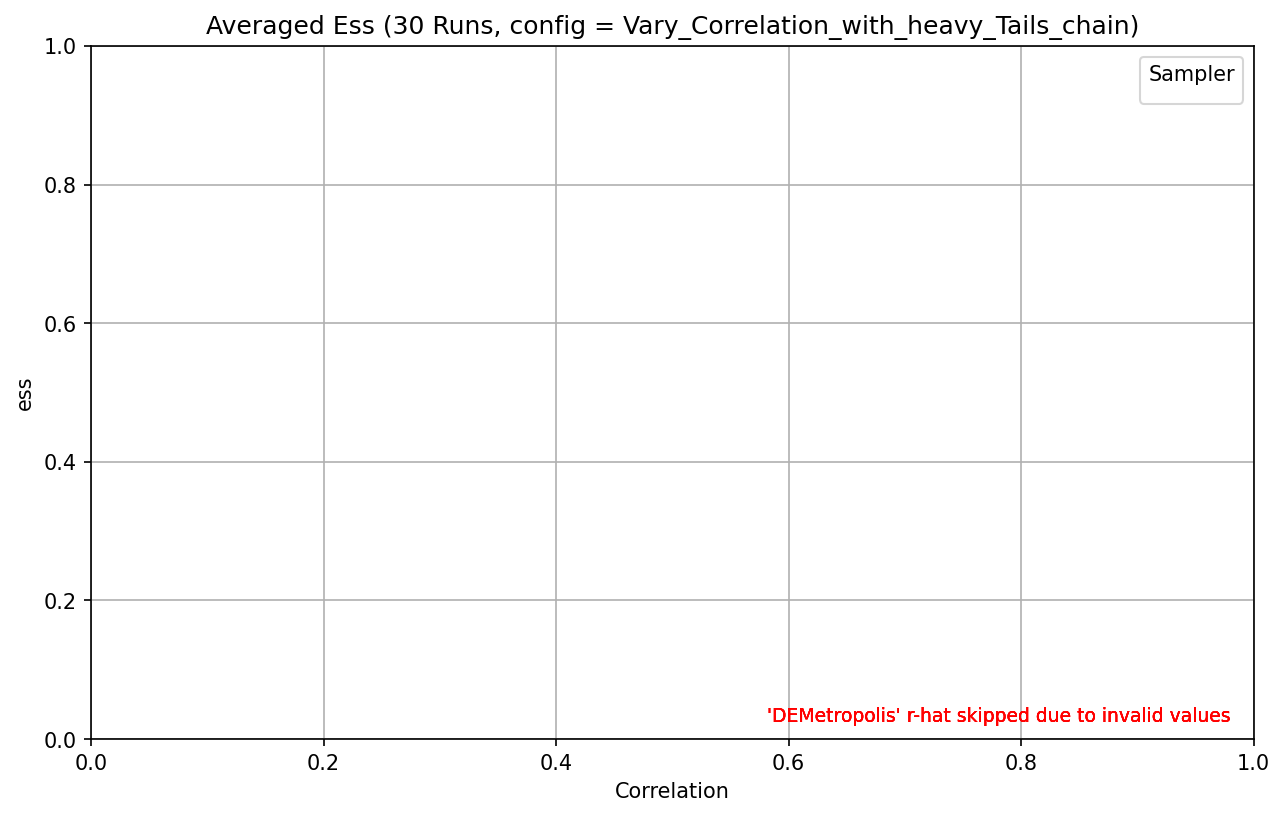 Averaged Ess (30 Runs, config = Vary_Correlation_with_heavy_Tails_chain)
Sampler
1.0
0.8
0.6
0.4
0.2
0.0
ess
'DEMetropolis' r-hat skipped due to invalid values
0.0 0.2 0.4 0.6 0.8 1.0
Correlation